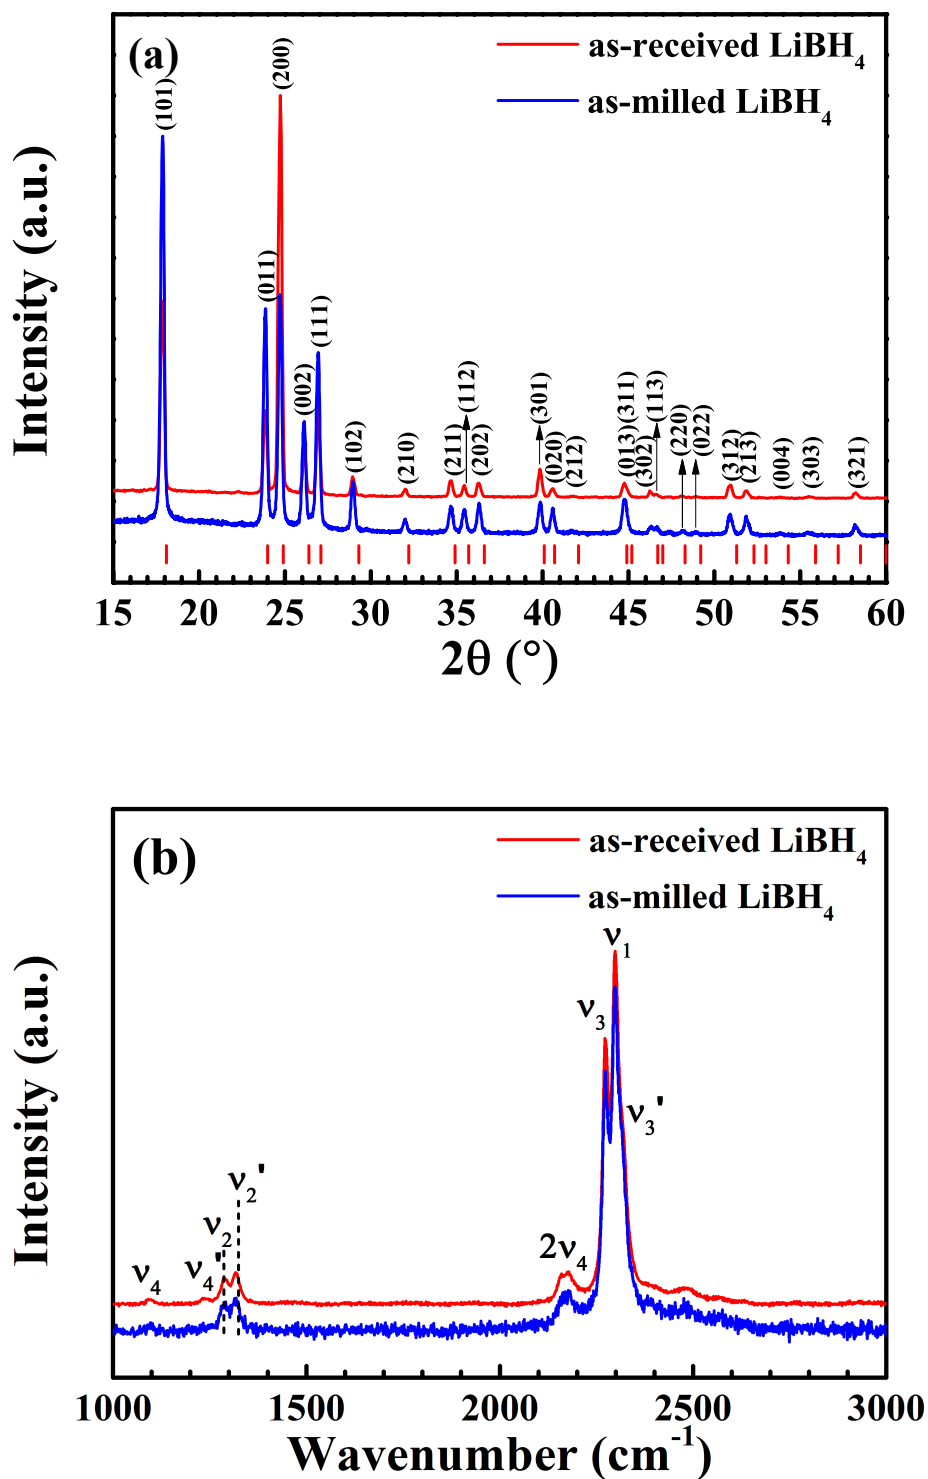 (a)
as-received LiBH₄
as-milled LiBH₄
(101)
(200)
(011)
(002)
(111)
(102)
(210)
(211)
(112)
(202)
(301)
(020)
(212)
(013)
(311)
(302)
(113)
(220)
(022)
(312)
(213)
(004)
(303)
(321)
Intensity (a.u.)
15 20 25 30 35 40 45 50 55 60
2θ (°)
(b)
as-received LiBH₄
as-milled LiBH₄
ν₁
ν₃
ν₃'
ν₂'
ν₂
ν₄'
ν₄
2ν₄
Intensity (a.u.)
1000 1500 2000 2500 3000
Wavenumber (cm⁻¹)